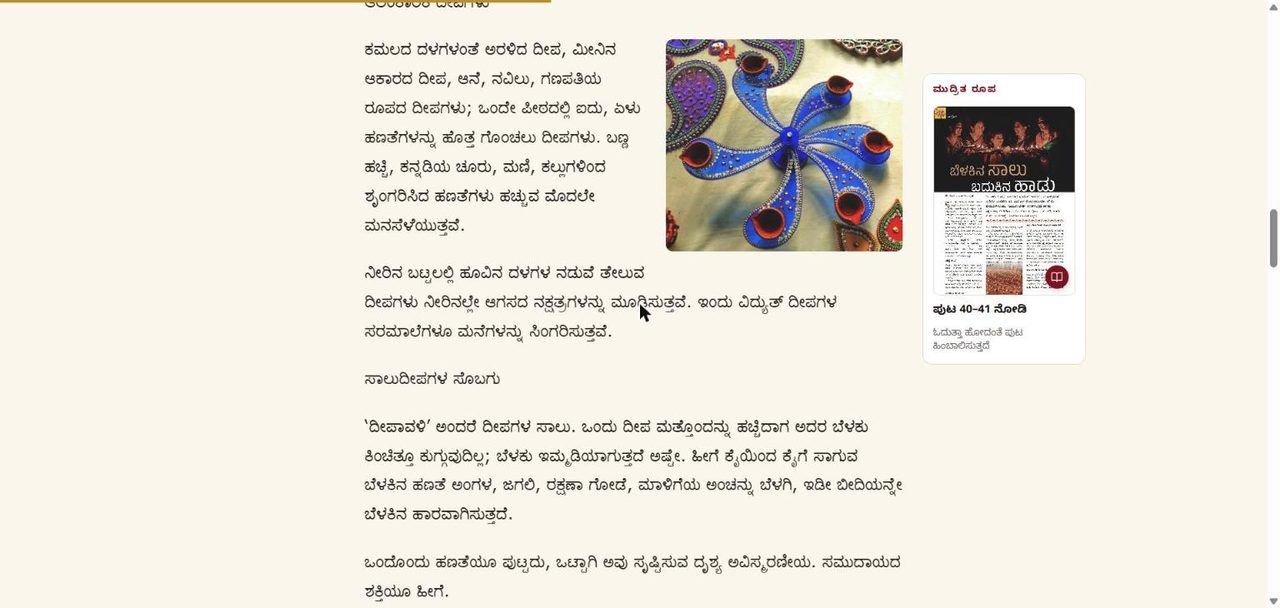 ಕಮಲದ ದಳಗಳಂತೆ ಅರಳಿದ ದೀಪ, ಮೀನಿನ
ಆಕಾರದ ದೀಪ, ಆನೆ, ನವಿಲು, ಗಣಪತಿಯ
ರೂಪದ ದೀಪಗಳು; ಒಂದೇ ಪೀಠದಲ್ಲಿ ಐದು, ಏಳು
ಹಣತೆಗಳನ್ನು ಹೊತ್ತ ಗೊಂಚಲು ದೀಪಗಳು. ಬಣ್ಣ
ಹಚ್ಚಿ, ಕನ್ನಡಿಯ ಚೂರು, ಮಣಿ, ಕಲ್ಲುಗಳಿಂದ
ಶೃಂಗರಿಸಿದ ಹಣತೆಗಳು ಹಚ್ಚುವ ಮೊದಲೇ
ಮನಸೆಳೆಯುತ್ತವೆ.
ನೀರಿನ ಬಟ್ಟಲಲ್ಲಿ ಹೂವಿನ ದಳಗಳ ನಡುವೆ ತೇಲುವ
ದೀಪಗಳು ನೀರಿನಲ್ಲೇ ಆಗಸದ ನಕ್ಷತ್ರಗಳನ್ನು ಮೂಡಿಸುತ್ತವೆ. ಇಂದು ವಿದ್ಯುತ್ ದೀಪಗಳ
ಸರಮಾಲೆಗಳೂ ಮನೆಗಳನ್ನು ಸಿಂಗರಿಸುತ್ತವೆ.
ಸಾಲುದೀಪಗಳ ಸೊಬಗು
‘ದೀಪಾವಳಿ’ ಅಂದರೆ ದೀಪಗಳ ಸಾಲು. ಒಂದು ದೀಪ ಮತ್ತೊಂದನ್ನು ಹಚ್ಚಿದಾಗ ಅದರ ಬೆಳಕು
ಕಿಂಚಿತ್ತೂ ಕುಗ್ಗುವುದಿಲ್ಲ; ಬೆಳಕು ಇಮ್ಮಡಿಯಾಗುತ್ತದೆ ಅಷ್ಟೇ. ಹೀಗೆ ಕೈಯಿಂದ ಕೈಗೆ ಸಾಗುವ
ಬೆಳಕಿನ ಹಣತೆ ಅಂಗಳ, ಜಗಲಿ, ರಕ್ಷಣಾ ಗೋಡೆ, ಮಾಳಿಗೆಯ ಅಂಚನ್ನು ಬೆಳಗಿ, ಇಡೀ ಬೀದಿಯನ್ನೇ
ಬೆಳಕಿನ ಹಾರವಾಗಿಸುತ್ತದೆ.
ಒಂದೊಂದು ಹಣತೆಯೂ ಪುಟ್ಟದು, ಒಟ್ಟಾಗಿ ಅವು ಸೃಷ್ಟಿಸುವ ದೃಶ್ಯ ಅವಿಸ್ಮರಣೀಯ. ಸಮುದಾಯದ
ಶಕ್ತಿಯೂ ಹೀಗೆ.
ಮುದ್ರಿತ ರೂಪ
ಬೆಳಕಿನ ಸಾಲು
ಬದುಕಿನ ಹಾಡು
ಪುಟ 40–41 ನೋಡಿ
ಓದುತ್ತಾ ಹೋದಂತೆ ಪುಟ
ಹಿಂಬಾಲಿಸುತ್ತದೆ